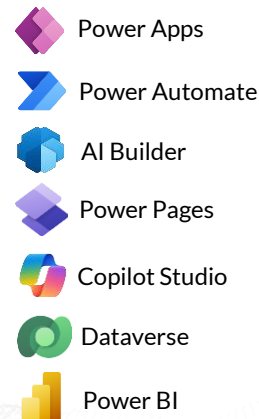 Power Apps
Power Automate
AI Builder
Power Pages
Copilot Studio
Dataverse
Power BI